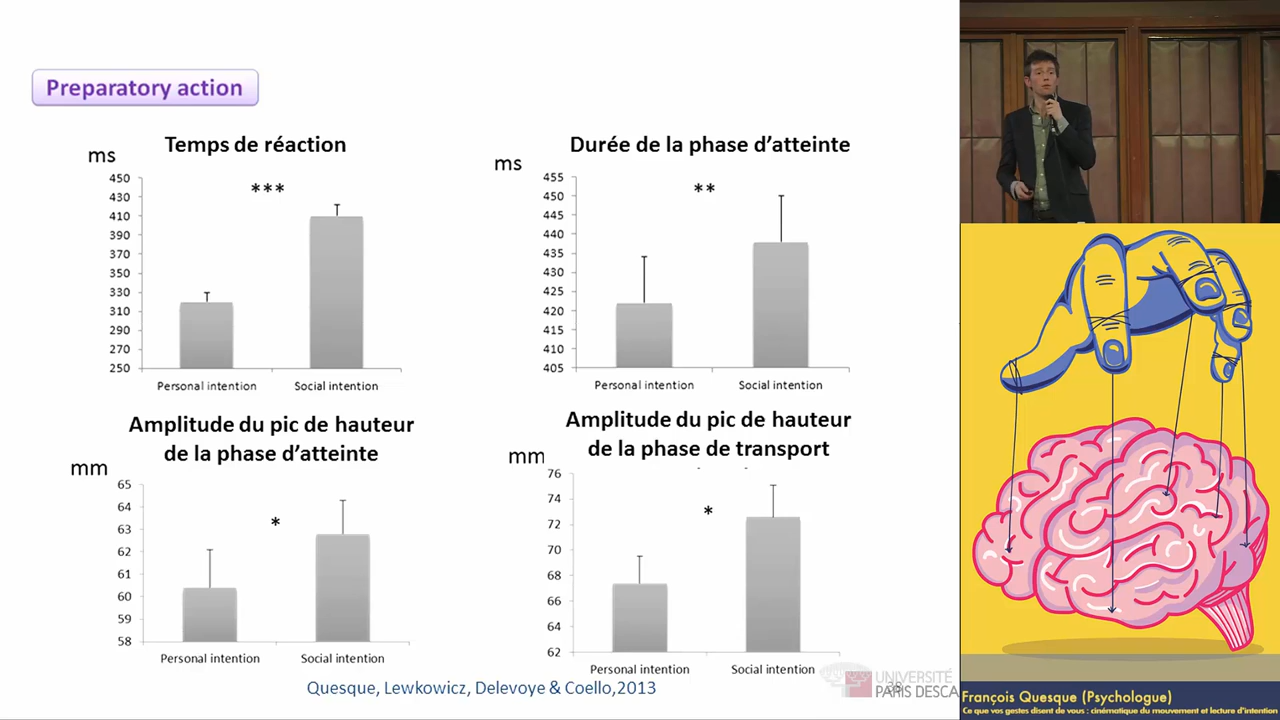 Preparatory action
Temps de réaction
ms
***
450
430
410
390
370
350
330
310
290
270
250
Personal intention
Social intention
Durée de la phase d'atteinte
ms
**
455
450
445
440
435
430
425
420
415
410
405
Personal intention
Social intention
Amplitude du pic de hauteur
de la phase d'atteinte
mm
*
65
64
63
62
61
60
59
58
Personal intention
Social intention
Amplitude du pic de hauteur
de la phase de transport
mm
*
76
74
72
70
68
66
64
62
Personal intention
Social intention
Quesque, Lewkowicz, Delevoye & Coello,2013
UNIVERSITÉ
PARIS DESCA
François Quesque (Psychologue)
Ce que vos gestes disent de vous : cinématique du mouvement et lecture d'intention